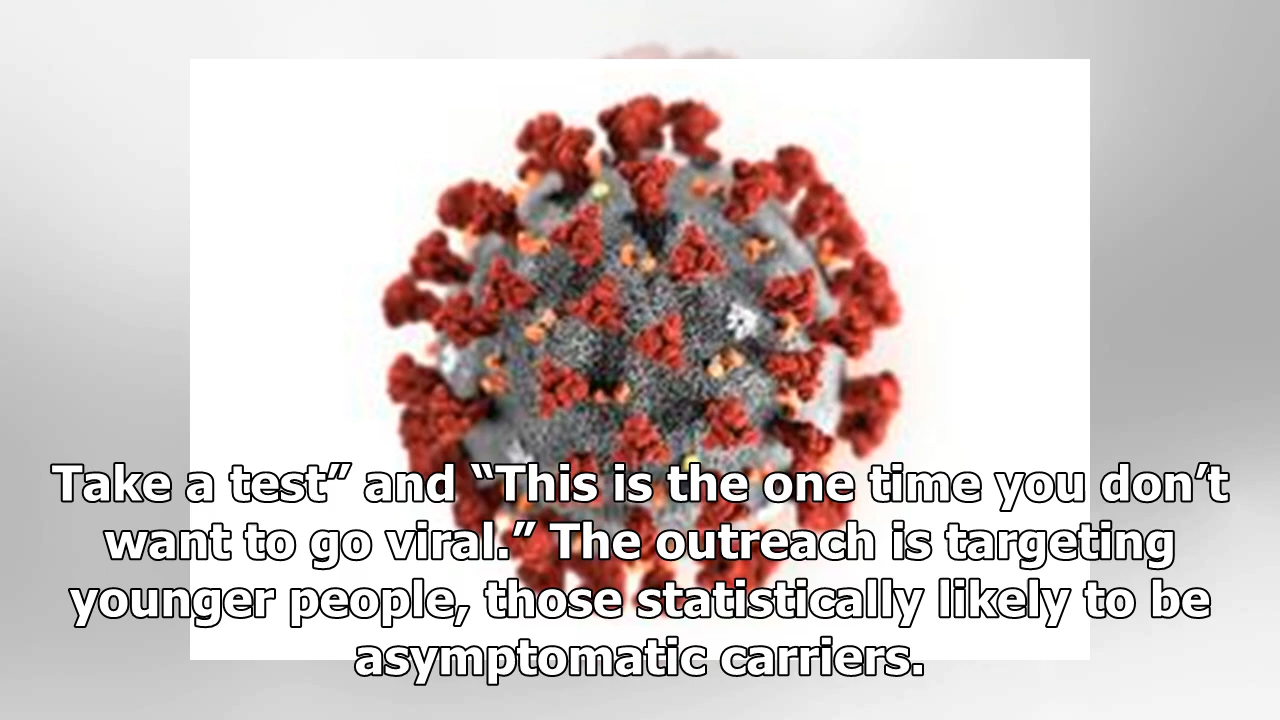 Take a test” and “This is the one time you don’t
want to go viral.” The outreach is targeting
younger people, those statistically likely to be
asymptomatic carriers.